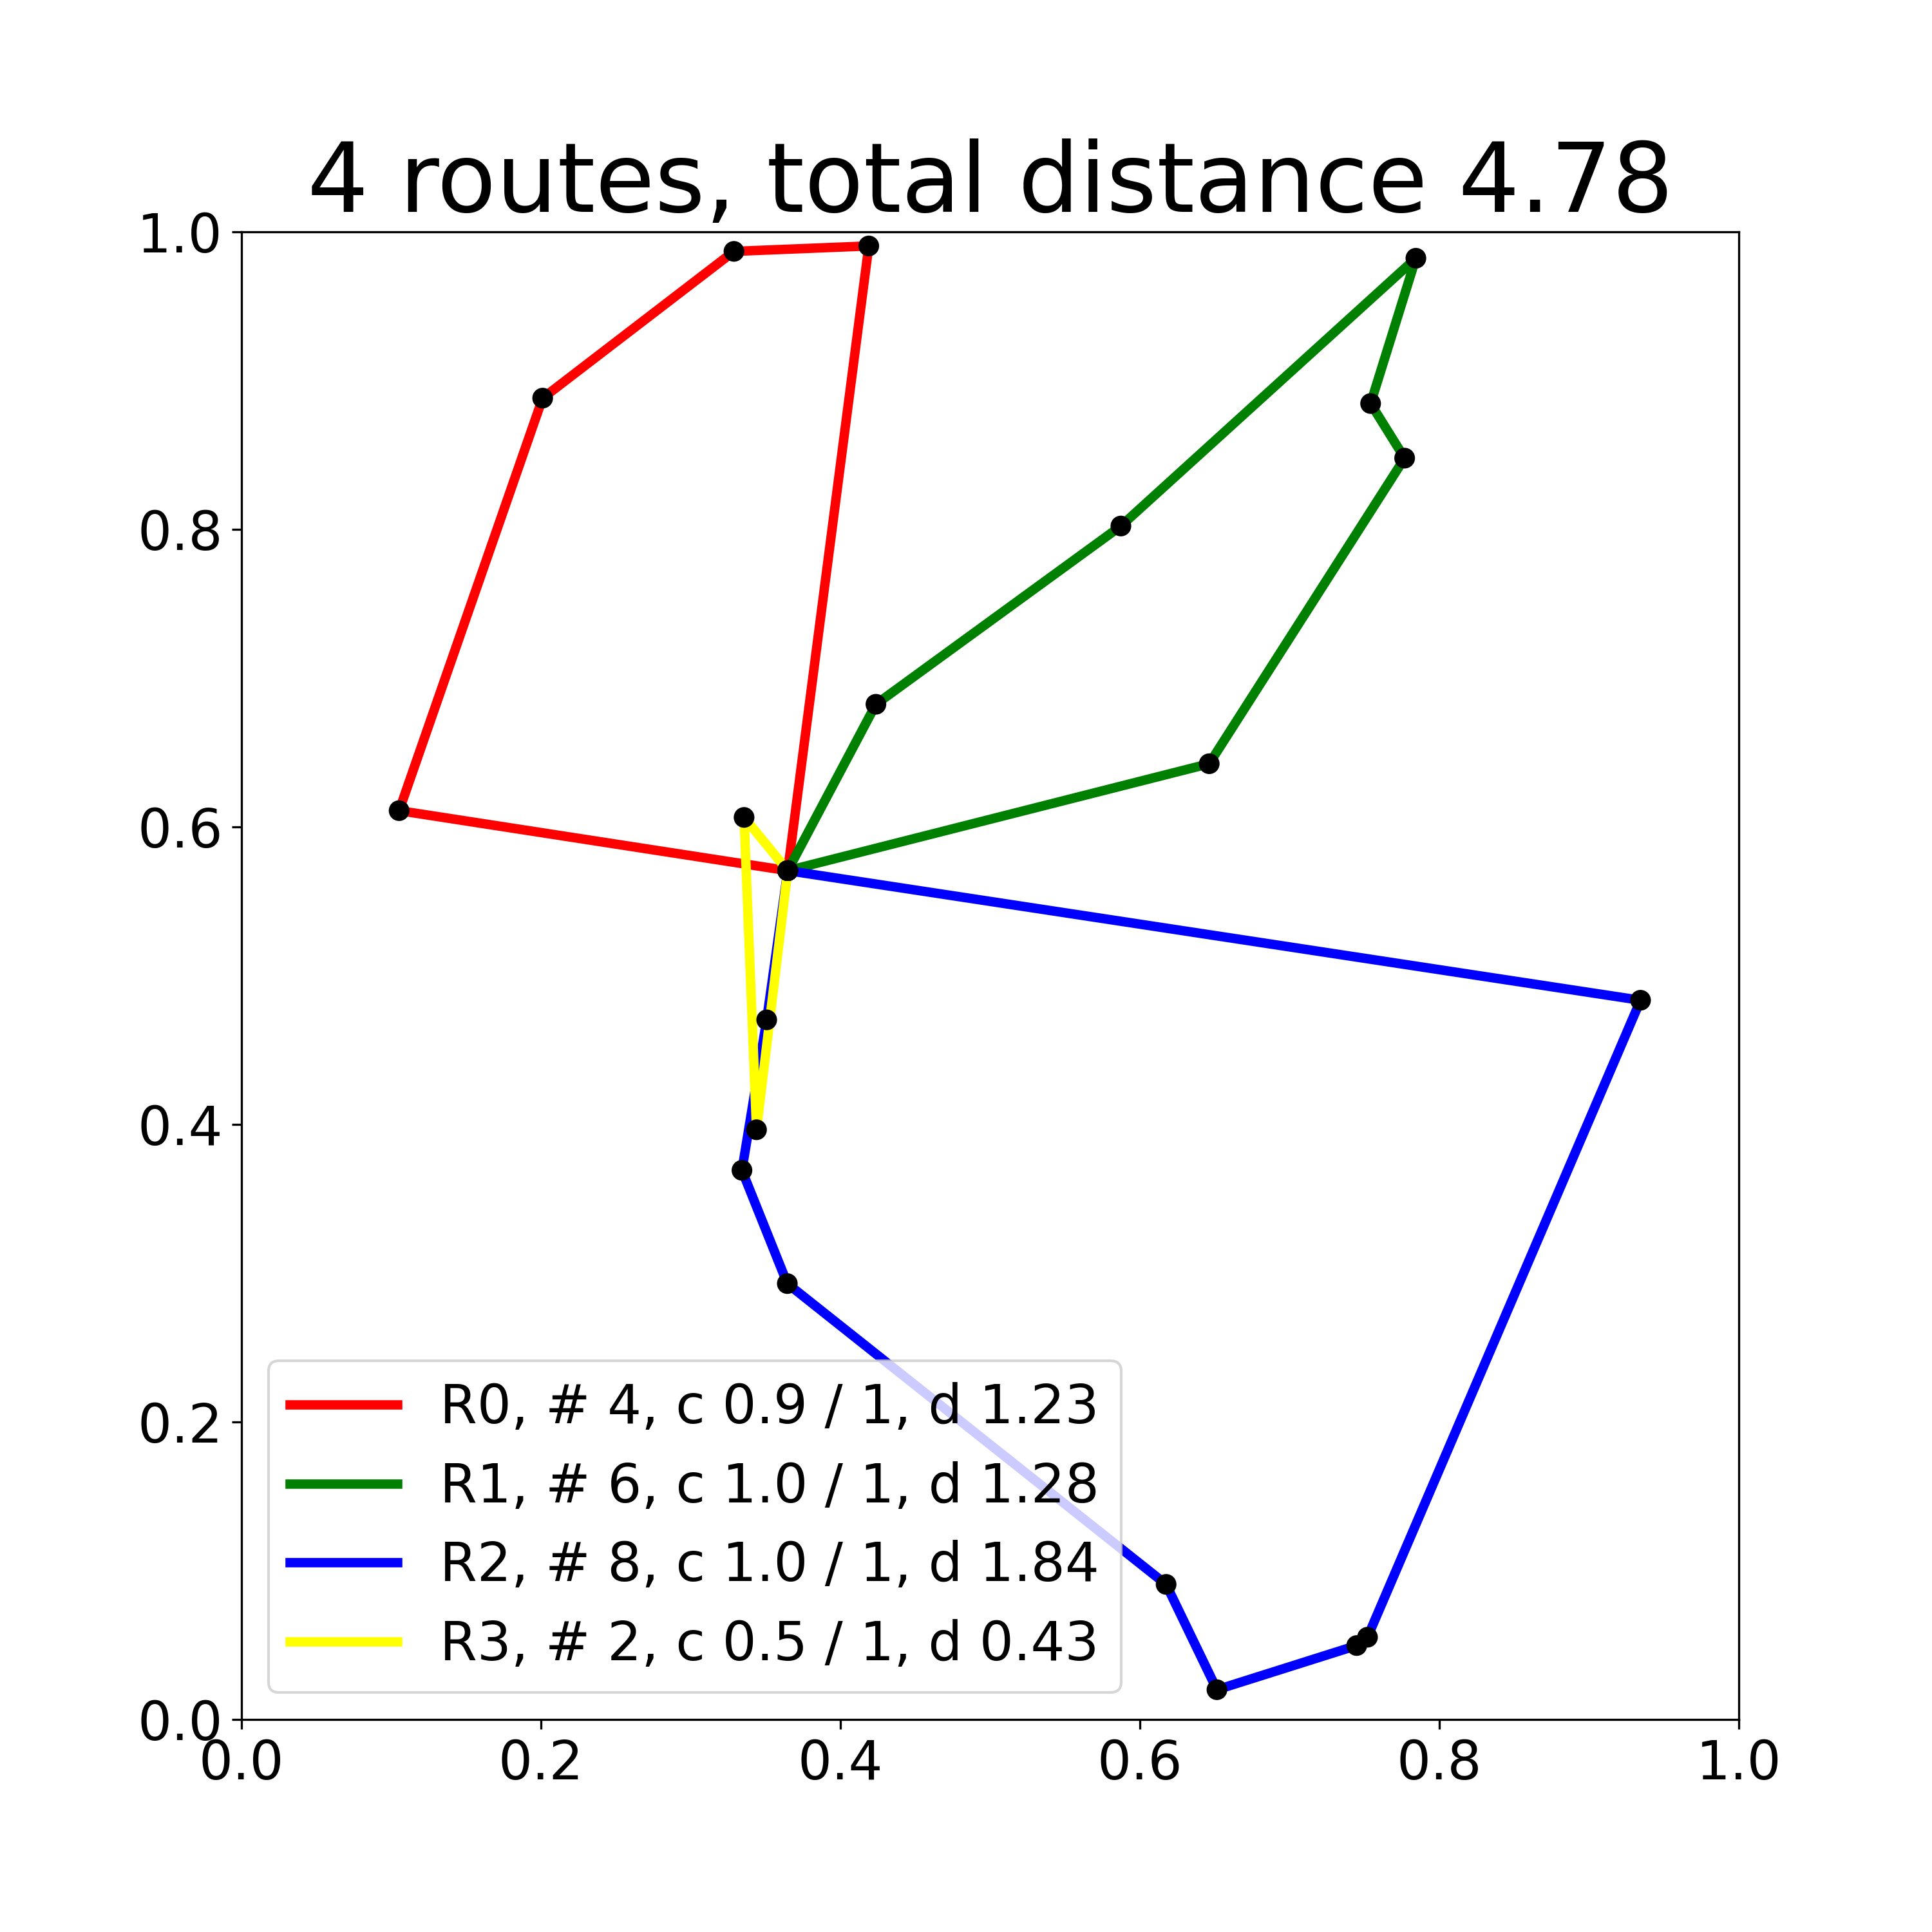 4 routes, total distance 4.78
1.0
0.8
0.6
0.4
0.2
0.0
R0, # 4, c 0.9 / 1, d 1.23
R1, # 6, c 1.0 / 1, d 1.28
R2, # 8, c 1.0 / 1, d 1.84
R3, # 2, c 0.5 / 1, d 0.43
0.0 0.2 0.4 0.6 0.8 1.0